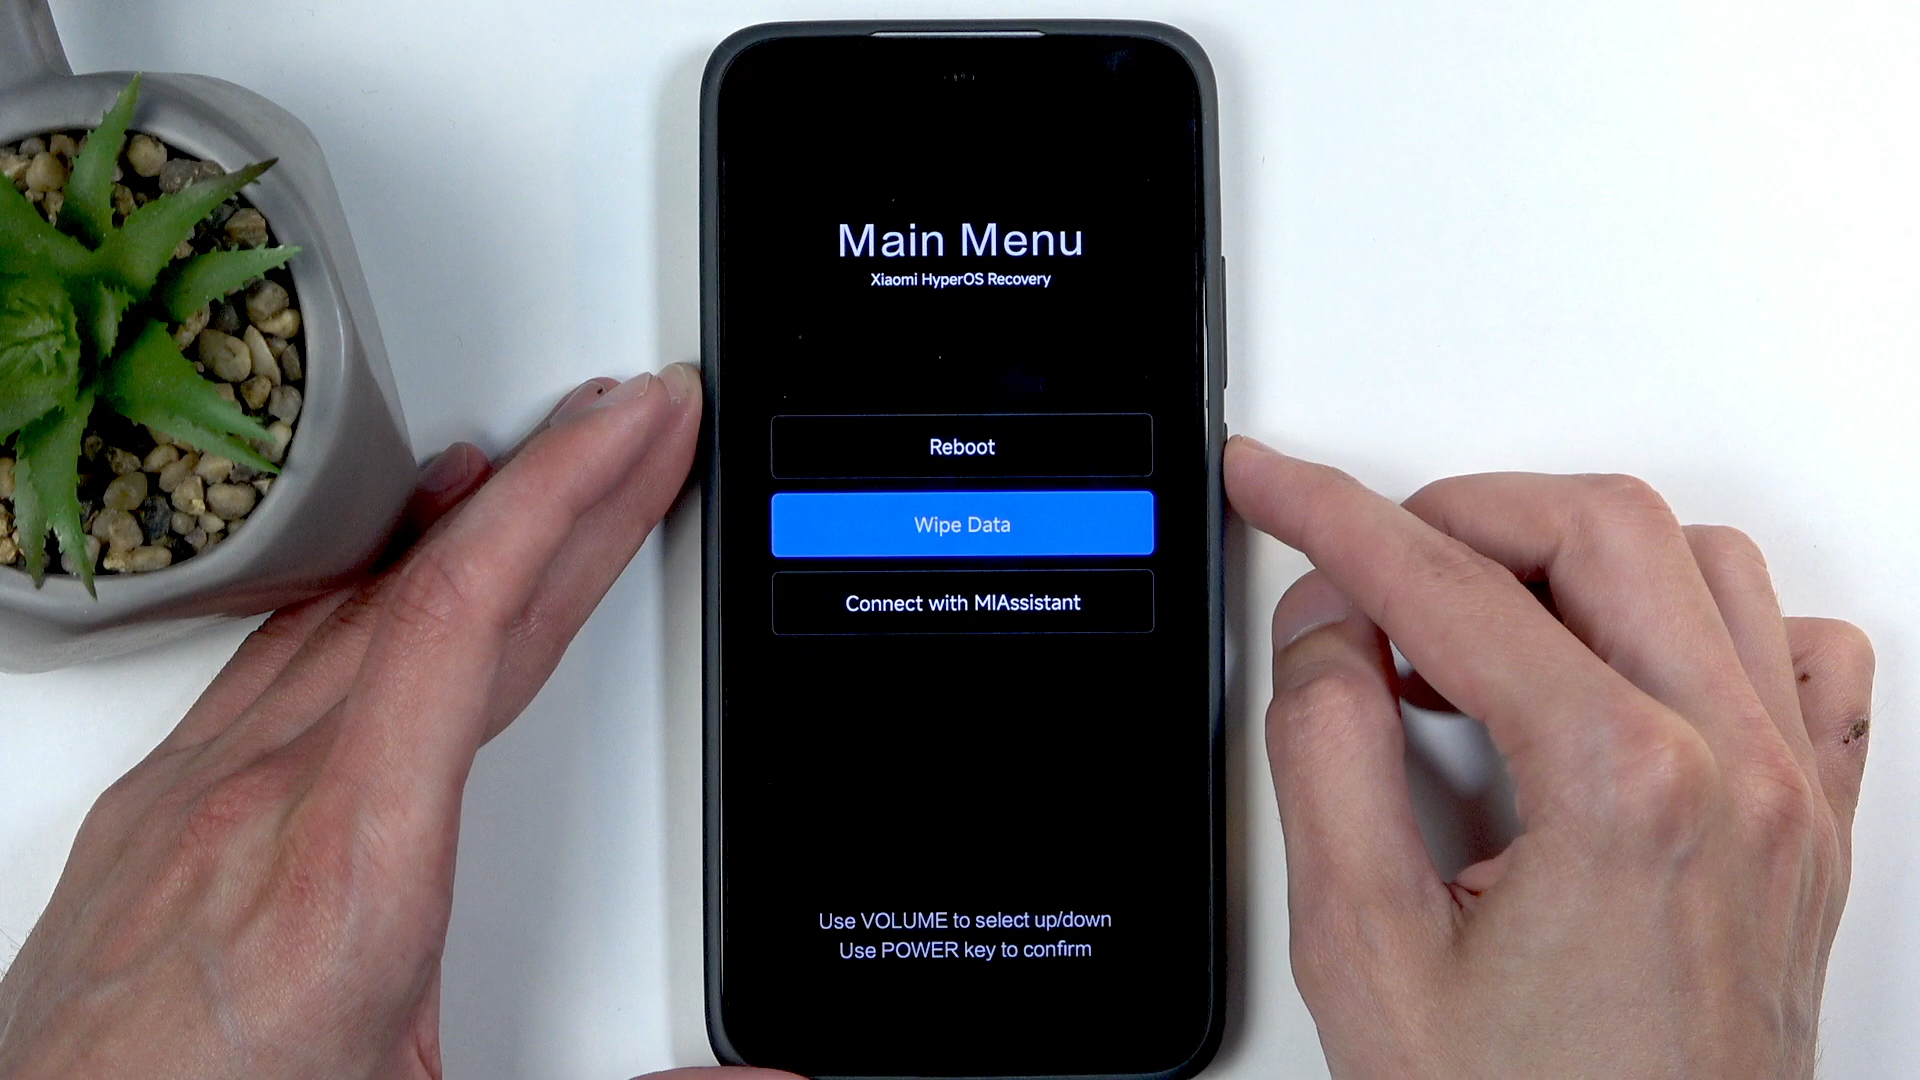 Main Menu
Xiaomi HyperOS Recovery
Reboot
Wipe Data
Connect with MIAssistant
Use VOLUME to select up/down
Use POWER key to confirm